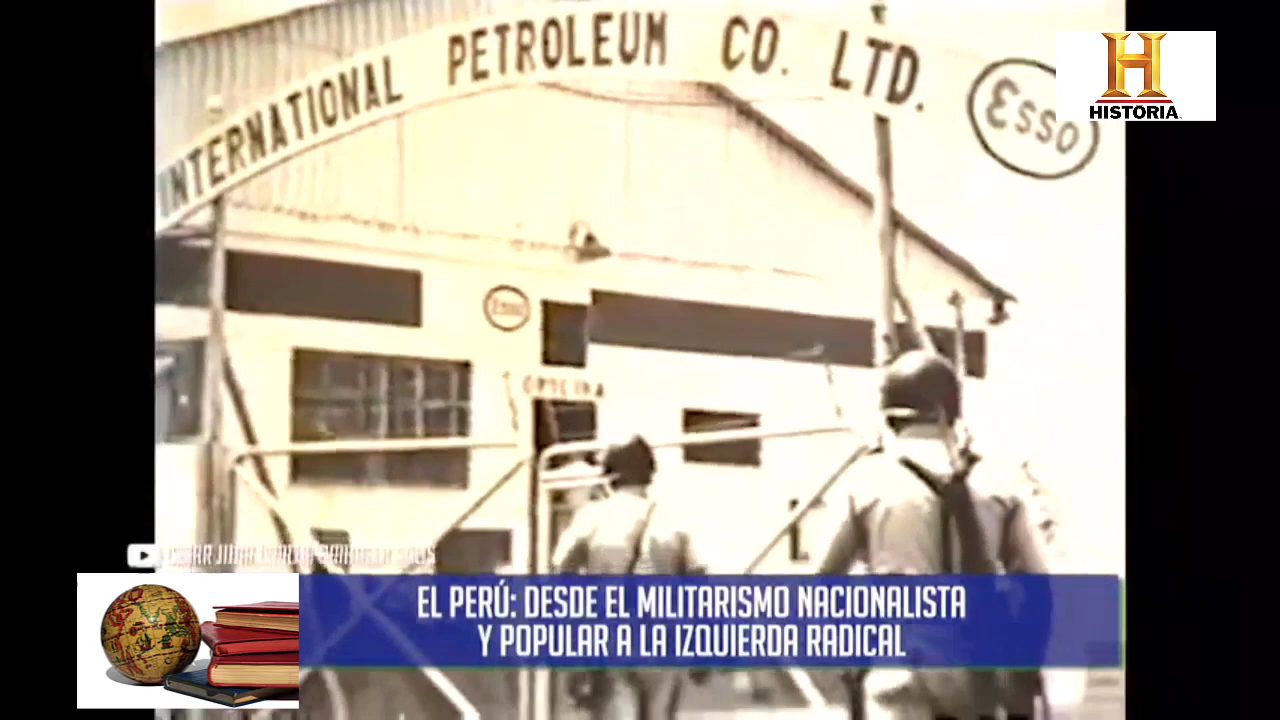 INTERNATIONAL PETROLEUM CO. LTD.
Esso
H
HISTORIA
Esso
OFICINA
EL PERÚ: DESDE EL MILITARISMO NACIONALISTA
Y POPULAR A LA IZQUIERDA RADICAL